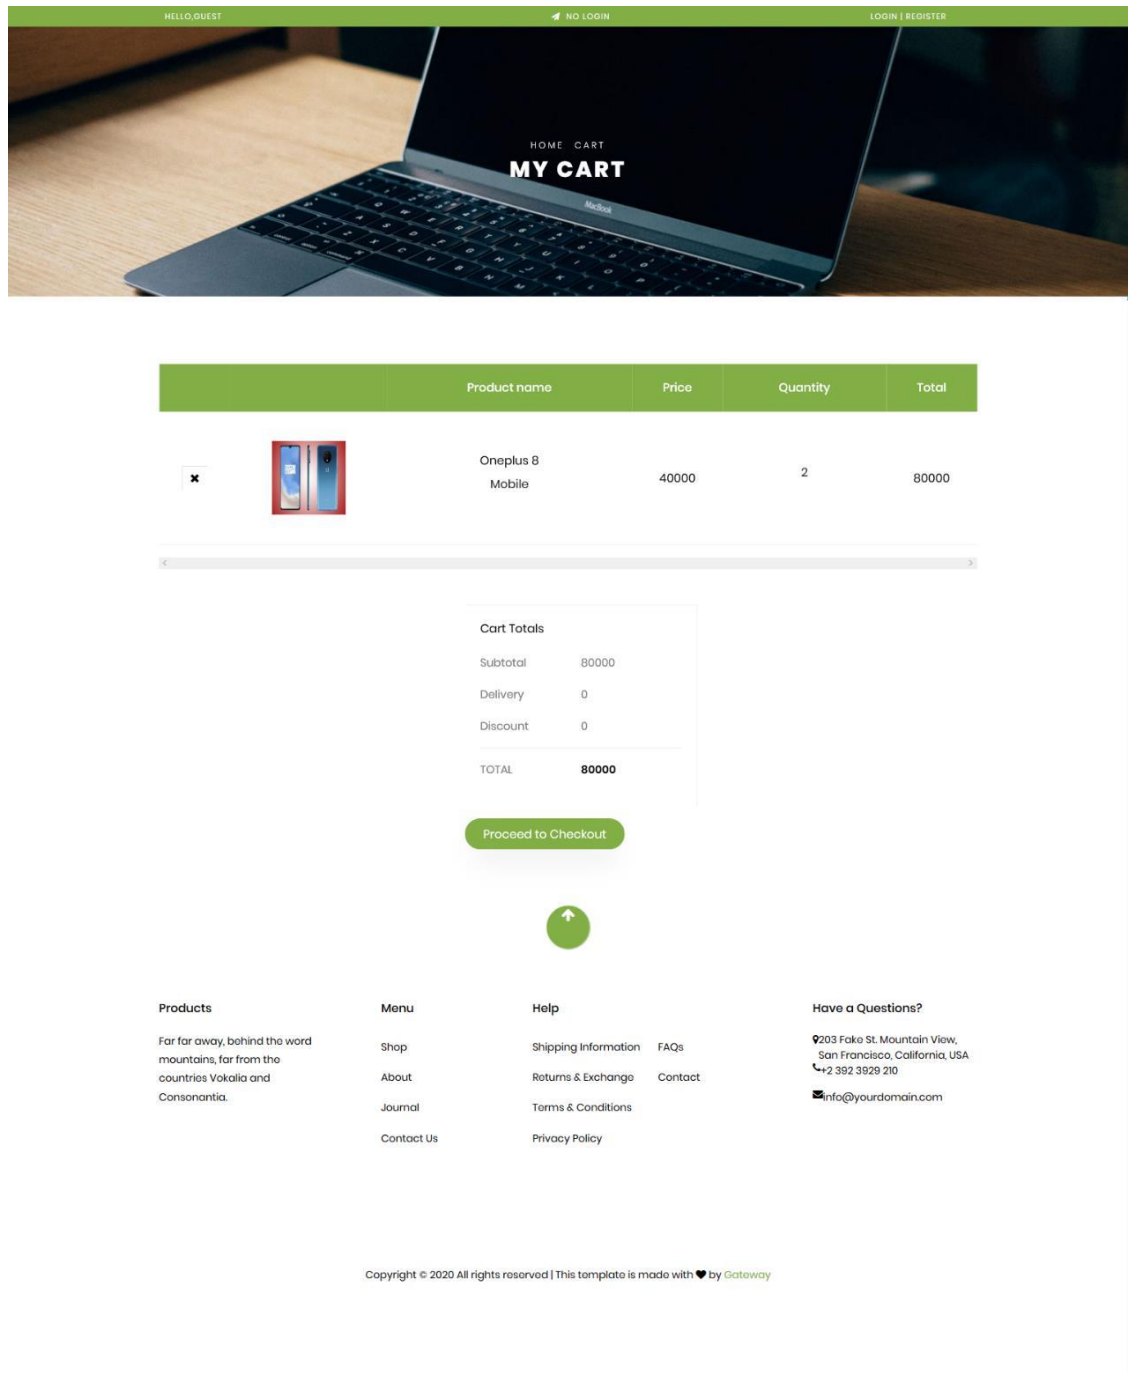 HELLO,GUEST
NO LOGIN
LOGIN | REGISTER
HOME CART
MY CART
MacBook
Product name Price Quantity Total
Oneplus 8
Mobile
40000
2
80000
Cart Totals
Subtotal 80000
Delivery 0
Discount 0
TOTAL 80000
Proceed to Checkout
Products
Far far away, behind the word
mountains, far from the
countries Vokalia and
Consonantia.
Menu
Shop
About
Journal
Contact Us
Help
Shipping Information
Returns & Exchange
Terms & Conditions
Privacy Policy
FAQs
Contact
Have a Questions?
203 Fake St. Mountain View,
San Francisco, California, USA
+2 392 3929 210
info@yourdomain.com
Copyright © 2020 All rights reserved | This template is made with ♥ by Gateway